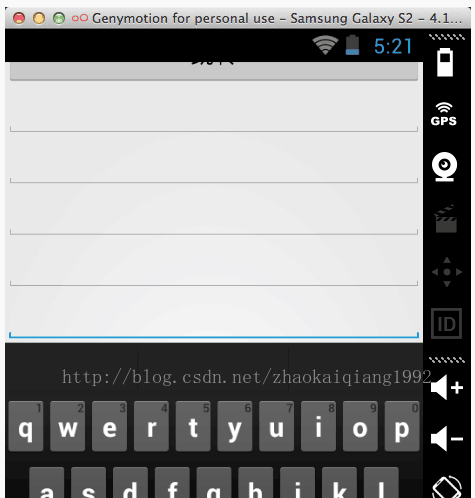 Genymotion for personal use - Samsung Galaxy S2 - 4.1...
5:21
GPS
ID
http://blog.csdn.net/zhaokaiqiang1992
1 2 3 4 5 6 7 8 9 0
q w e r t y u i o p
a s d f g h j k l